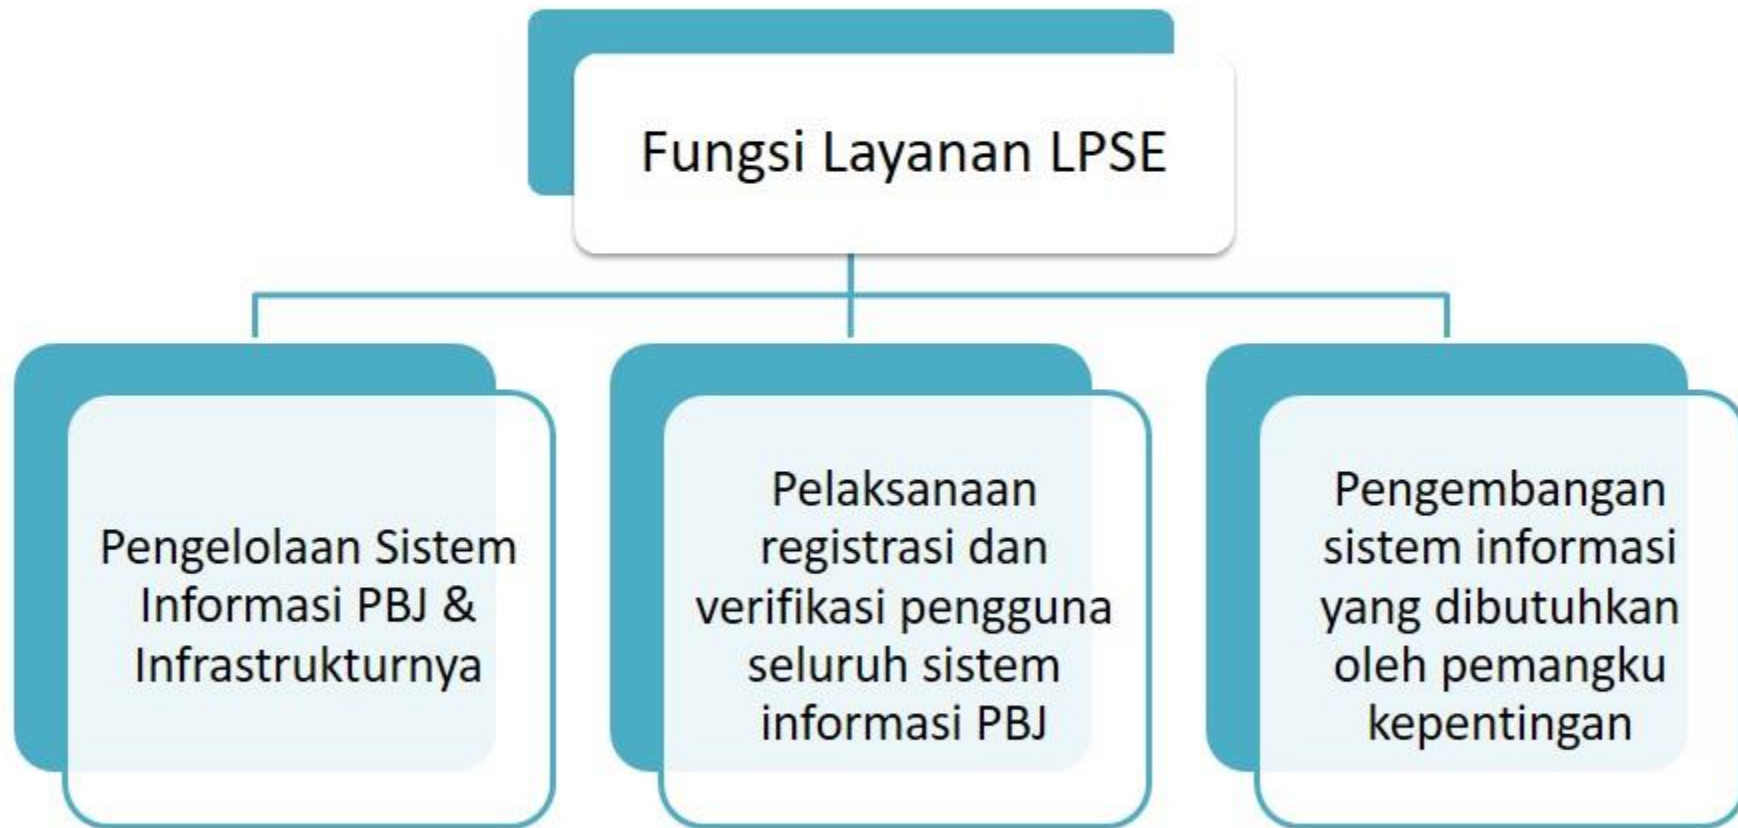 Fungsi Layanan LPSE
Pengelolaan Sistem
Informasi PBJ &
Infrastrukturnya
Pelaksanaan
registrasi dan
verifikasi pengguna
seluruh sistem
informasi PBJ
Pengembangan
sistem informasi
yang dibutuhkan
oleh pemangku
kepentingan